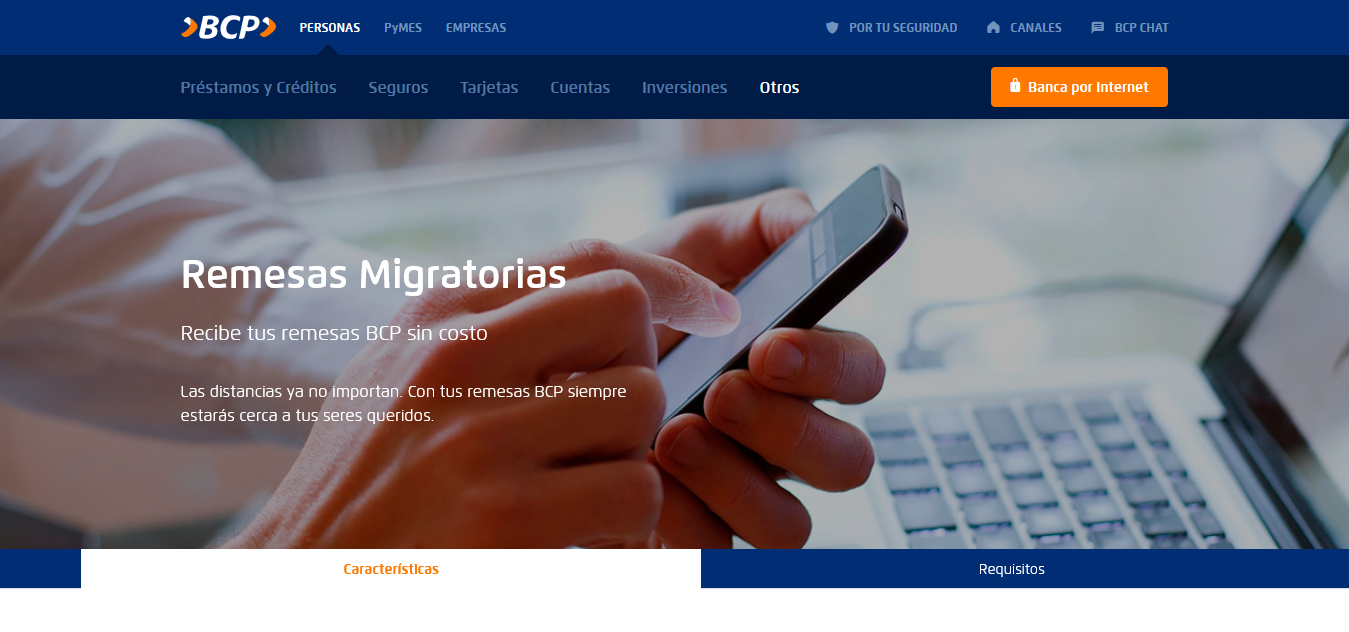 BCP
PERSONAS
PyMES
EMPRESAS
POR TU SEGURIDAD
CANALES
BCP CHAT
Préstamos y Créditos
Seguros
Tarjetas
Cuentas
Inversiones
Otros
Banca por Internet
Remesas Migratorias
Recibe tus remesas BCP sin costo
Las distancias ya no importan. Con tus remesas BCP siempre
estarás cerca a tus seres queridos.
Características
Requisitos